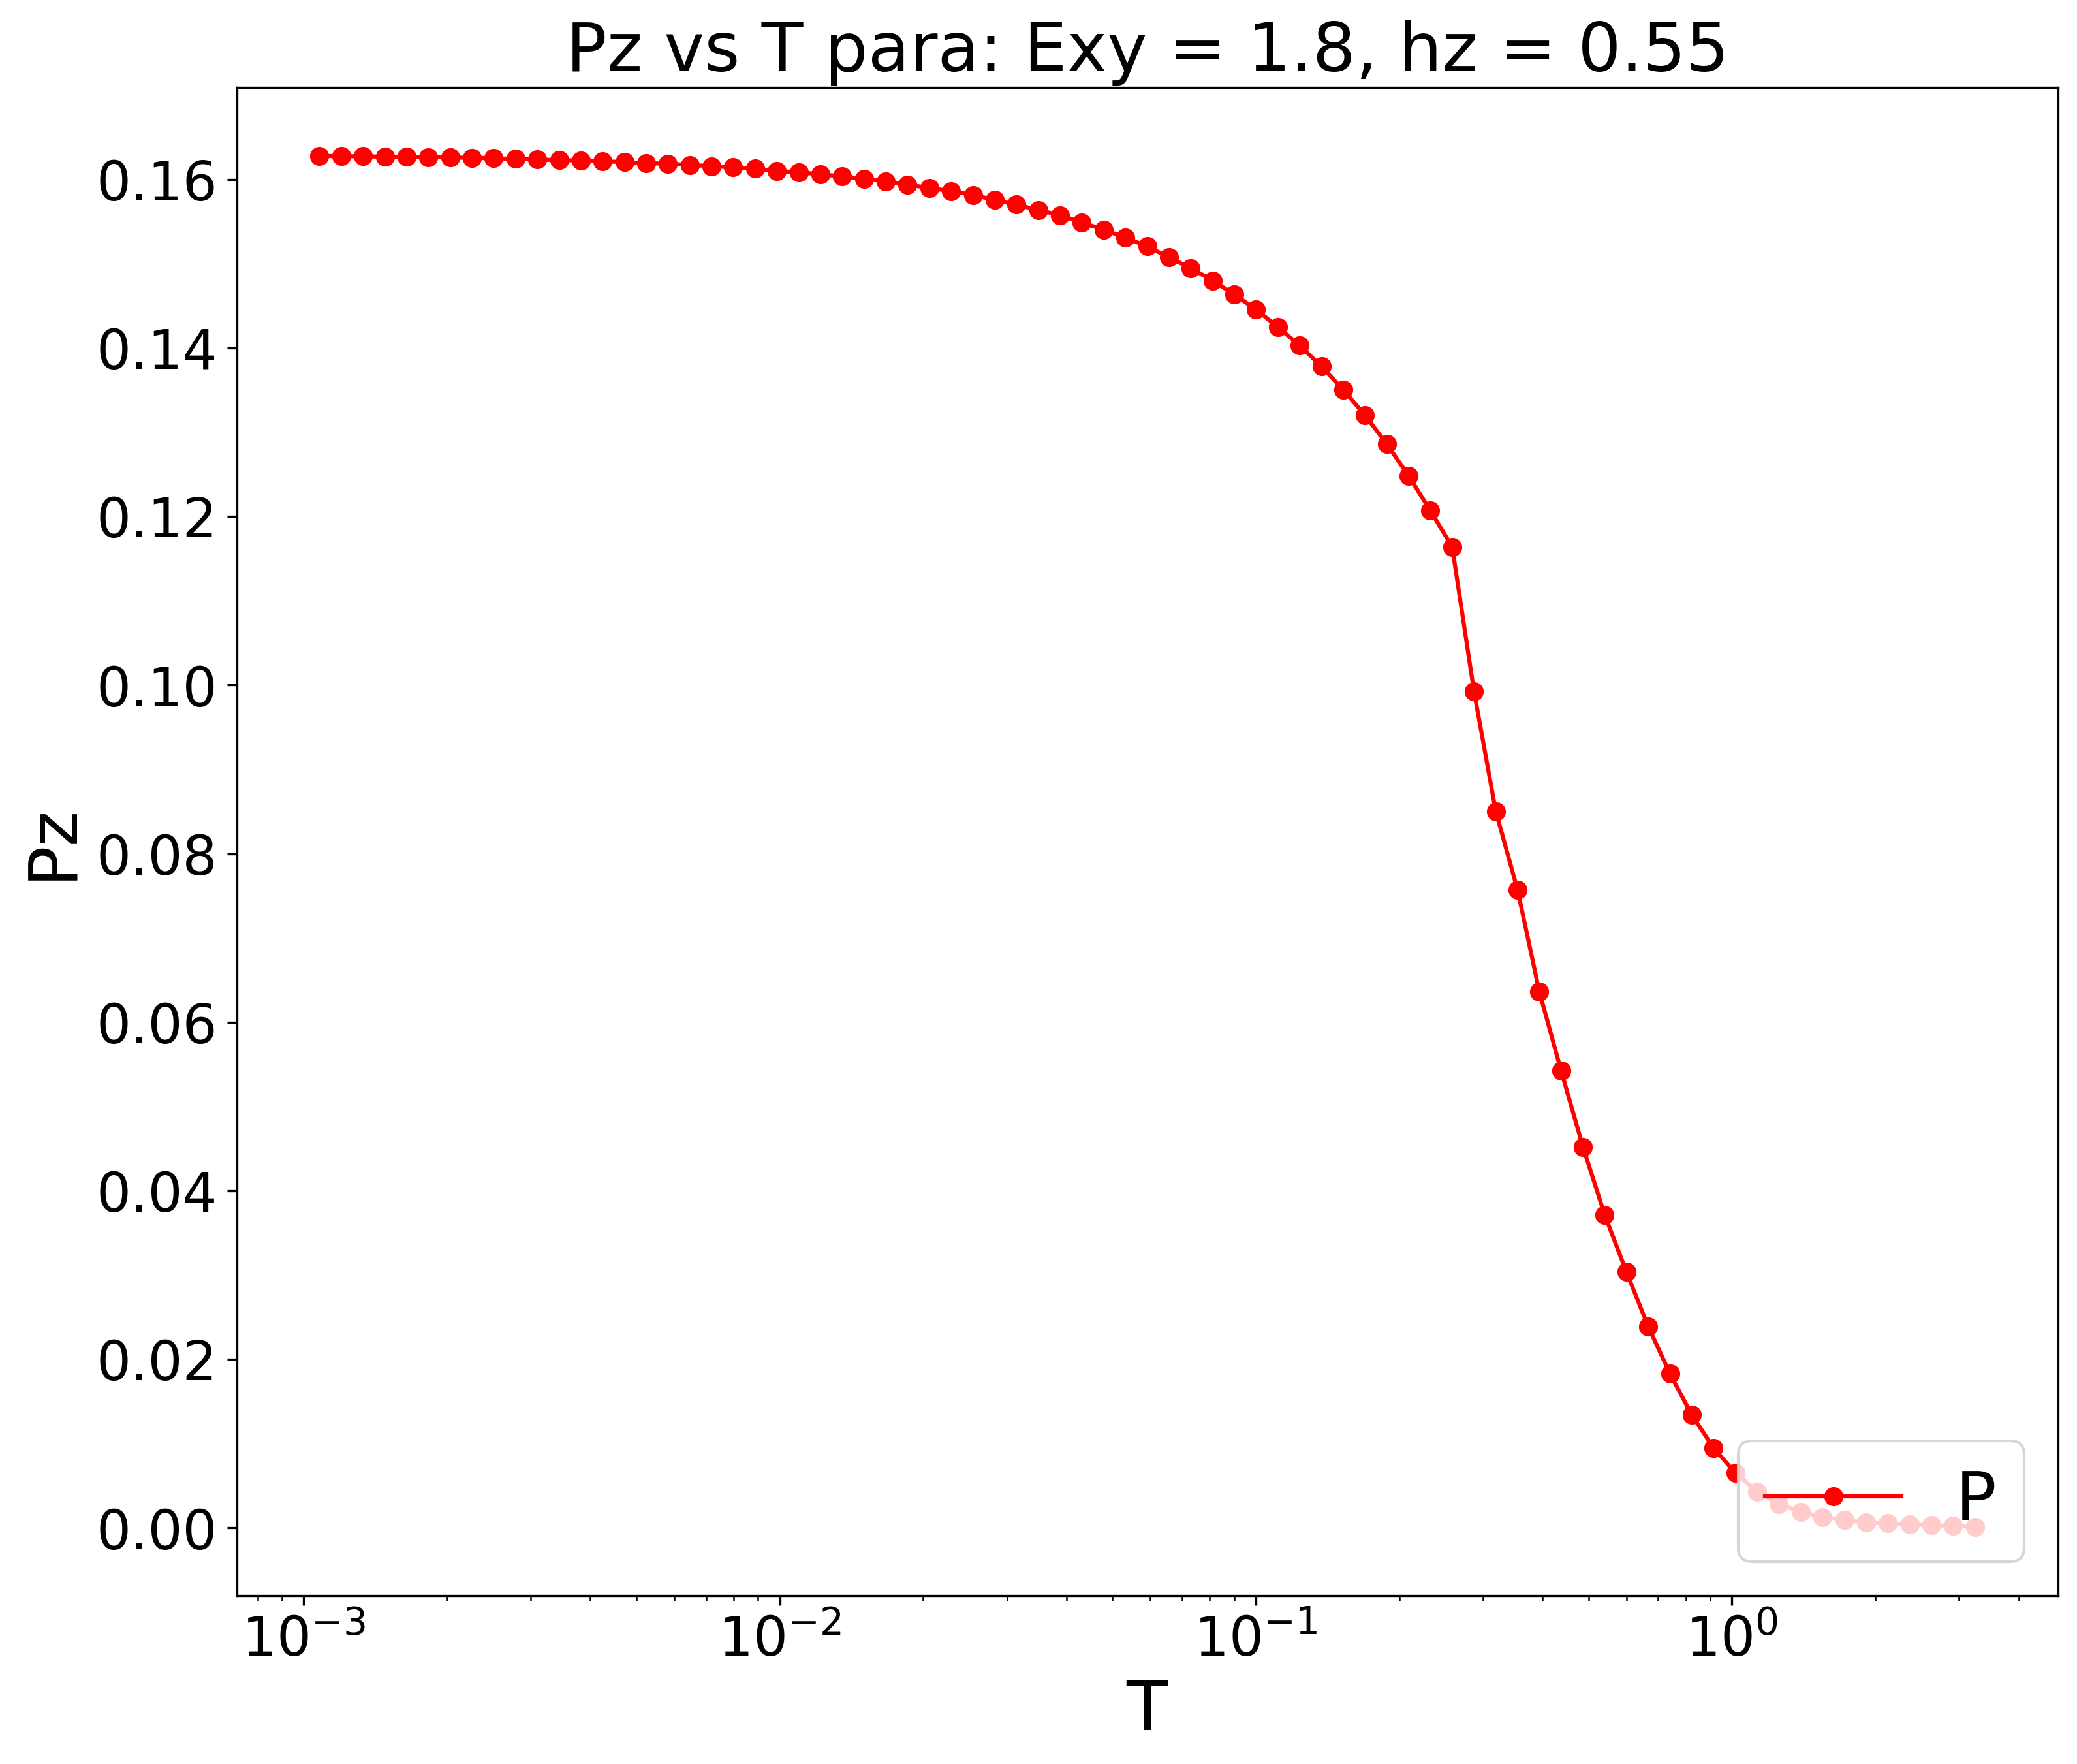 Pz vs T para: Exy = 1.8, hz = 0.55
0.16
0.14
0.12
0.10
0.08
0.06
0.04
0.02
0.00
Pz
P
10⁻³ 10⁻² 10⁻¹ 10⁰
T